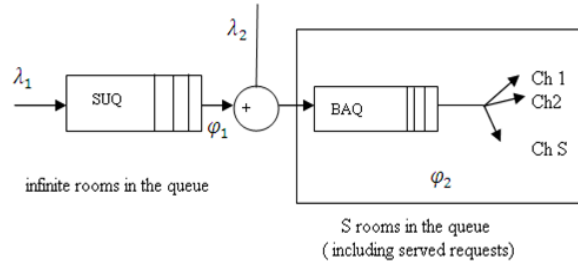 λ₂
λ₁
SUQ
+
BAQ
Ch 1
Ch2
Ch S
φ₁
φ₂
infinite rooms in the queue
S rooms in the queue
( including served requests)